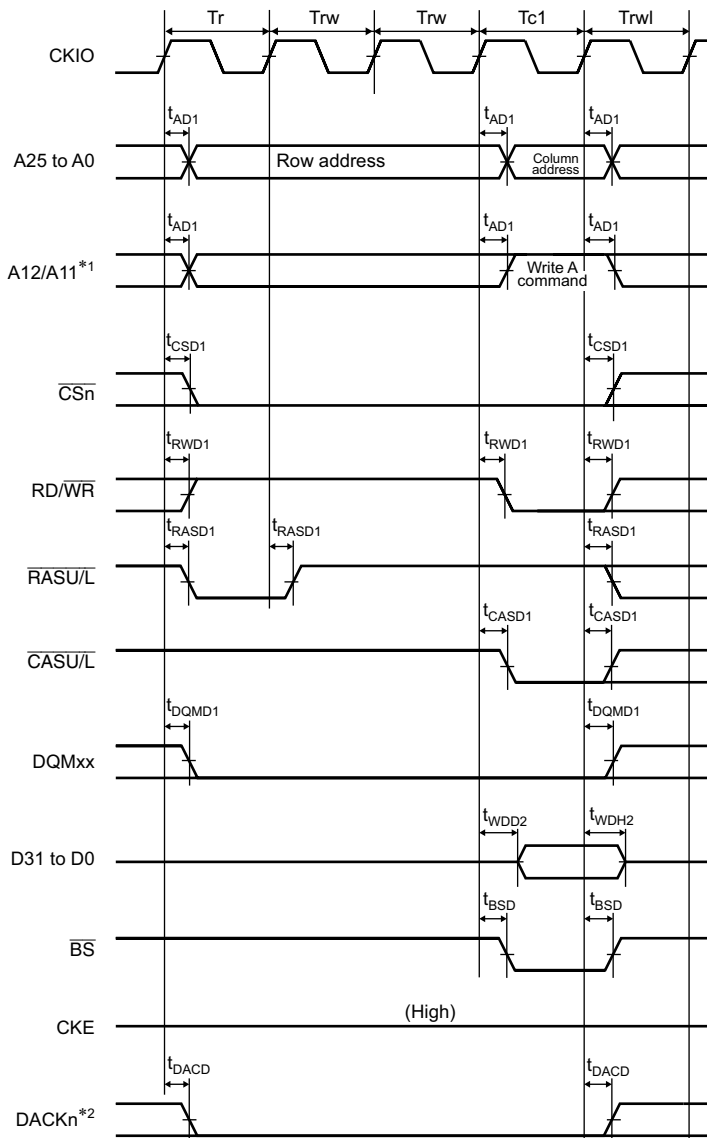 Tr Trw Trw Tc1 Trwl
CKIO
tAD1 tAD1 tAD1
A25 to A0 Row address Column address
tAD1 tAD1 tAD1
A12/A11*1 Write A command
tCSD1 tCSD1
CSn
tRWD1 tRWD1 tRWD1
RD/WR
tRASD1 tRASD1 tRASD1
RASU/L
tCASD1 tCASD1
CASU/L
tDQMD1 tDQMD1
DQMxx
tWDD2 tWDH2
D31 to D0
tBSD tBSD
BS
(High)
CKE
tDACD tDACD
DACKn*2